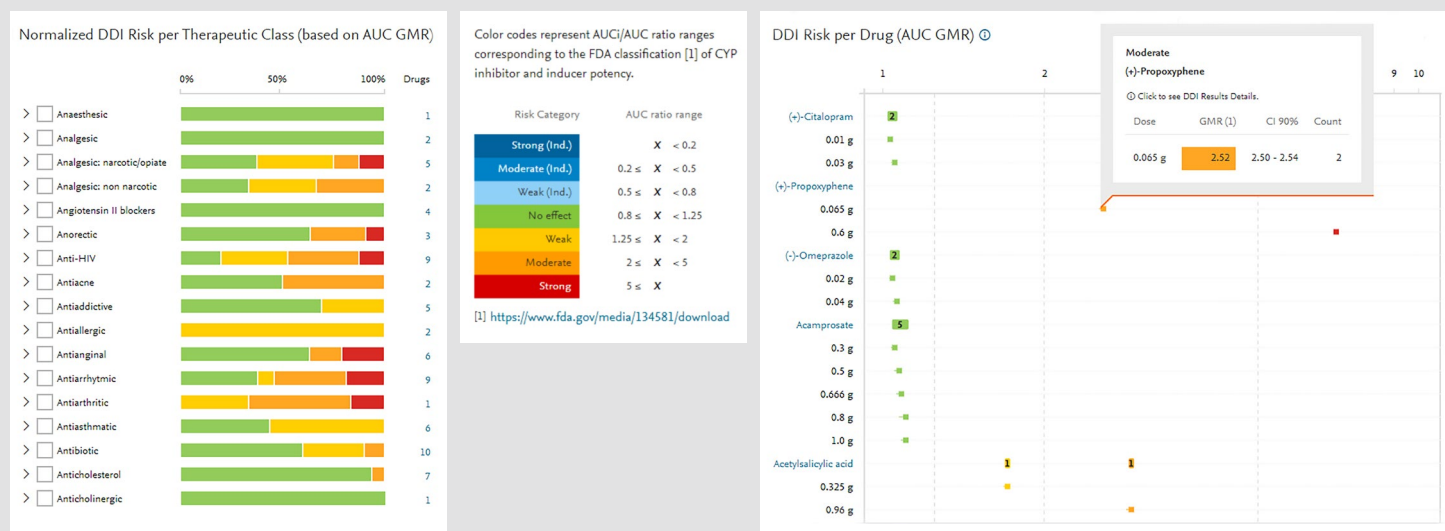 Normalized DDI Risk per Therapeutic Class (based on AUC GMR)
0% 50% 100% Drugs
Anaesthesic 1
Analgesic 2
Analgesic: narcotic/opiate 5
Analgesic: non narcotic 2
Angiotensin II blockers 4
Anorectic 3
Anti-HIV 9
Antiacne 2
Antiaddictive 5
Antiallergic 2
Antianginal 6
Antiarrhytmic 9
Antiarthritic 1
Antiasthmatic 6
Antibiotic 10
Anticholesterol 7
Anticholinergic 1
Color codes represent AUCi/AUC ratio ranges
corresponding to the FDA classification [1] of CYP
inhibitor and inducer potency.
Risk Category AUC ratio range
Strong (Ind.) X < 0.2
Moderate (Ind.) 0.2 ≤ X < 0.5
Weak (Ind.) 0.5 ≤ X < 0.8
No effect 0.8 ≤ X < 1.25
Weak 1.25 ≤ X < 2
Moderate 2 ≤ X < 5
Strong 5 ≤ X
[1] https://www.fda.gov/media/134581/download
DDI Risk per Drug (AUC GMR)
1 2 9 10
Moderate
(+)-Propoxyphene
Click to see DDI Results Details.
Dose GMR (1) CI 90% Count
0.065 g 2.52 2.50 - 2.54 2
(+)-Citalopram 2
0.01 g
0.03 g
(+)-Propoxyphene
0.065 g
0.6 g
(-)-Omeprazole 2
0.02 g
0.04 g
Acamprosate 5
0.3 g
0.5 g
0.666 g
0.8 g
1.0 g
Acetylsalicylic acid 1 1
0.325 g
0.96 g